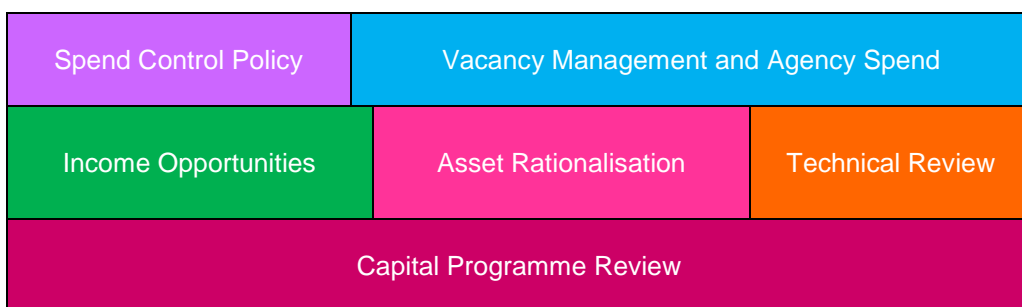 Spend Control Policy
Vacancy Management and Agency Spend
Income Opportunities
Asset Rationalisation
Technical Review
Capital Programme Review